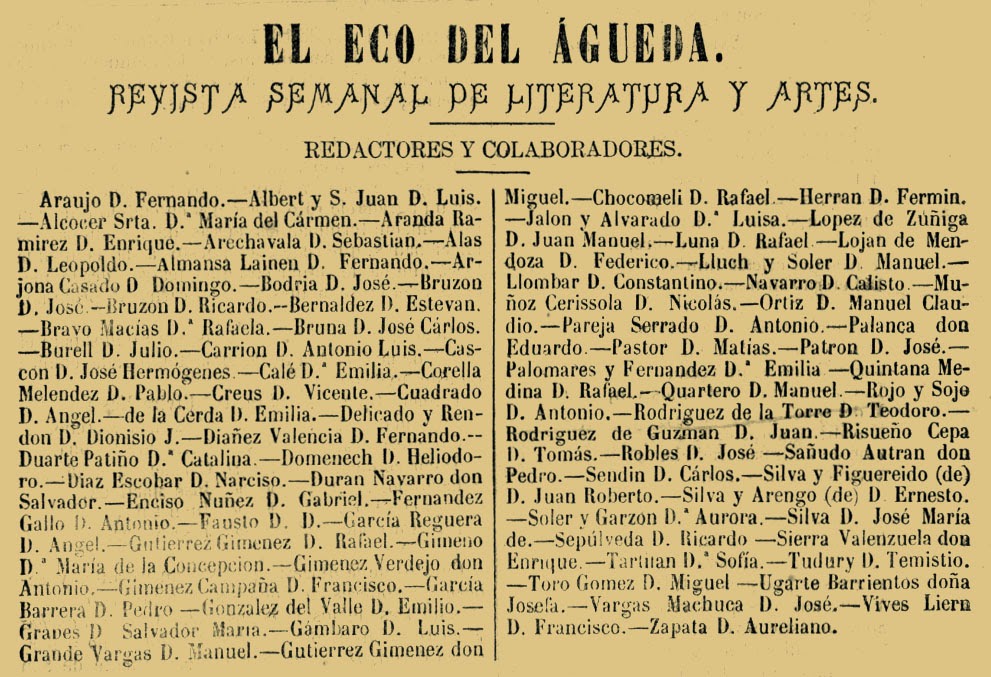 EL ECO DEL ÁGUEDA.
REVISTA SEMANAL DE LITERATURA Y ARTES.
REDACTORES Y COLABORADORES.
Araujo D. Fernando.—Albert y S. Juan D. Luis.
—Alcocer Srta. D.ª María del Cármen.—Aranda Ra-
mirez D. Enrique.—Arechavala D. Sebastian.—Alas
D. Leopoldo.—Almansa Lainen D. Fernando.—Ar-
jona Casado D Domingo.—Bodria D. José.—Bruzon
D. José.—Bruzon D. Ricardo.—Bernaldez D. Estevan.
—Bravo Macías D.ª Rafaela.—Bruna D. José Cárlos.
—Burell D. Julio.—Carrion D. Antonio Luis.—Cas-
con D. José Hermógenes.—Calé D.ª Emilia.—Corella
Melendez D. Pablo.—Creus D. Vicente.—Cuadrado
D. Angel.—de la Cerda D. Emilia.—Delicado y Ren-
don D. Dionisio J.—Diañez Valencia D. Fernando.--
Duarte Patiño D.ª Catalina.—Domenech D. Heliodo-
ro.—Diaz Escobar D. Narciso.—Duran Navarro don
Salvador.—Enciso Nuñez D. Gabriel.—Fernandez
Gallo D. Antonio.—Fausto D. D.—García Reguera
D. Angel.—Gutierrez Gimenez D. Rafael.—Gimeno
D.ª María de la Concepcion.—Gimenez Verdejo don
Antonio.—Gimenez Campaña D. Francisco.—García
Barrera D. Pedro—Gonzalez del Valle D. Emilio.—
Granes D Salvador María.—Gámbaro D. Luis.—
Grande Vargas D. Manuel.—Gutierrez Gimenez don
Miguel.—Chocomeli D. Rafael.—Herran D. Fermin.
—Jalon y Alvarado D.ª Luisa.—Lopez de Zúñiga
D. Juan Manuel.—Luna D. Rafael—Lojan de Men-
doza D. Federico.—Lluch y Soler D. Manuel.—
Llombar D. Constantino.—Navarro D. Calisto.—Mu-
ñoz Cerissola D. Nicolás.—Ortiz D. Manuel Clau-
dio.—Pareja Serrado D. Antonio.—Palanca don
Eduardo.—Pastor D. Matías.—Patron D. José.—
Palomares y Fernandez D.ª Emilia—Quintana Me-
dina D. Rafael.—Quartero D. Manuel.—Rojo y Sojo
D. Antonio.—Rodriguez de la Torre D. Teodoro.—
Rodriguez de Guzman D. Juan.—Risueño Cepa
D. Tomás.—Robles D. José—Sañudo Autran don
Pedro.—Sendin D. Cárlos.—Silva y Figuereido (de)
D. Juan Roberto.—Silva y Arengo (de) D Ernesto.
—Soler y Garzón D.ª Aurora.—Silva D. José María
de.—Sepúlveda D. Ricardo—Sierra Valenzuela don
Enrique.—Tartuan D.ª Sofía.—Tudury D. Temistio.
—Toro Gomez D. Miguel—Ugarte Barrientos doña
Josefa.—Vargas Machuca D. José.—Vives Liern
D. Francisco.—Zapata D. Aureliano.